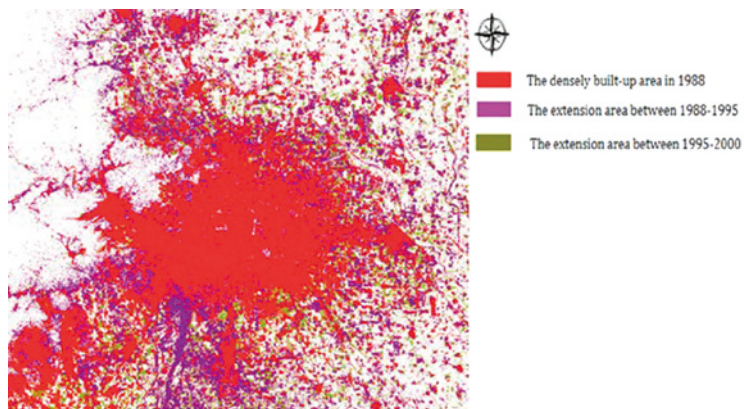 The densely built-up area in 1988
The extension area between 1988-1995
The extension area between 1995-2000